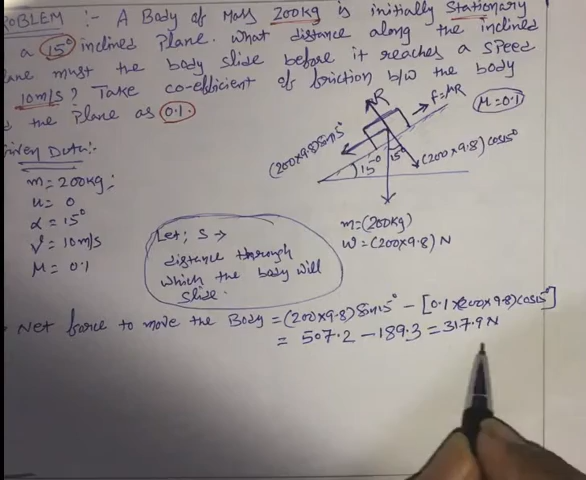 ROBLEM :- A Body of Mass 200kg is initially Stationary
a 15° inclined Plane. What distance along the inclined
lane must the body slide before it reaches a Speed
10m/s? Take co-efficient of friction b/w the body
the Plane as 0.1.
iven Data:-
m = 200kg
u = 0
α = 15°
V = 10m/s
μ = 0.1
R
f=μR
μ=0.1
(200×9.8)Sin15°
15°
15°
(200×9.8)cos15°
m=(200kg)
W=(200×9.8)N
Let; S →
distance through
which the body will
slide.
Net force to move the Body = (200×9.8)Sin15° - [0.1×200×9.8)cos15°]
= 507.2 - 189.3 = 317.9N